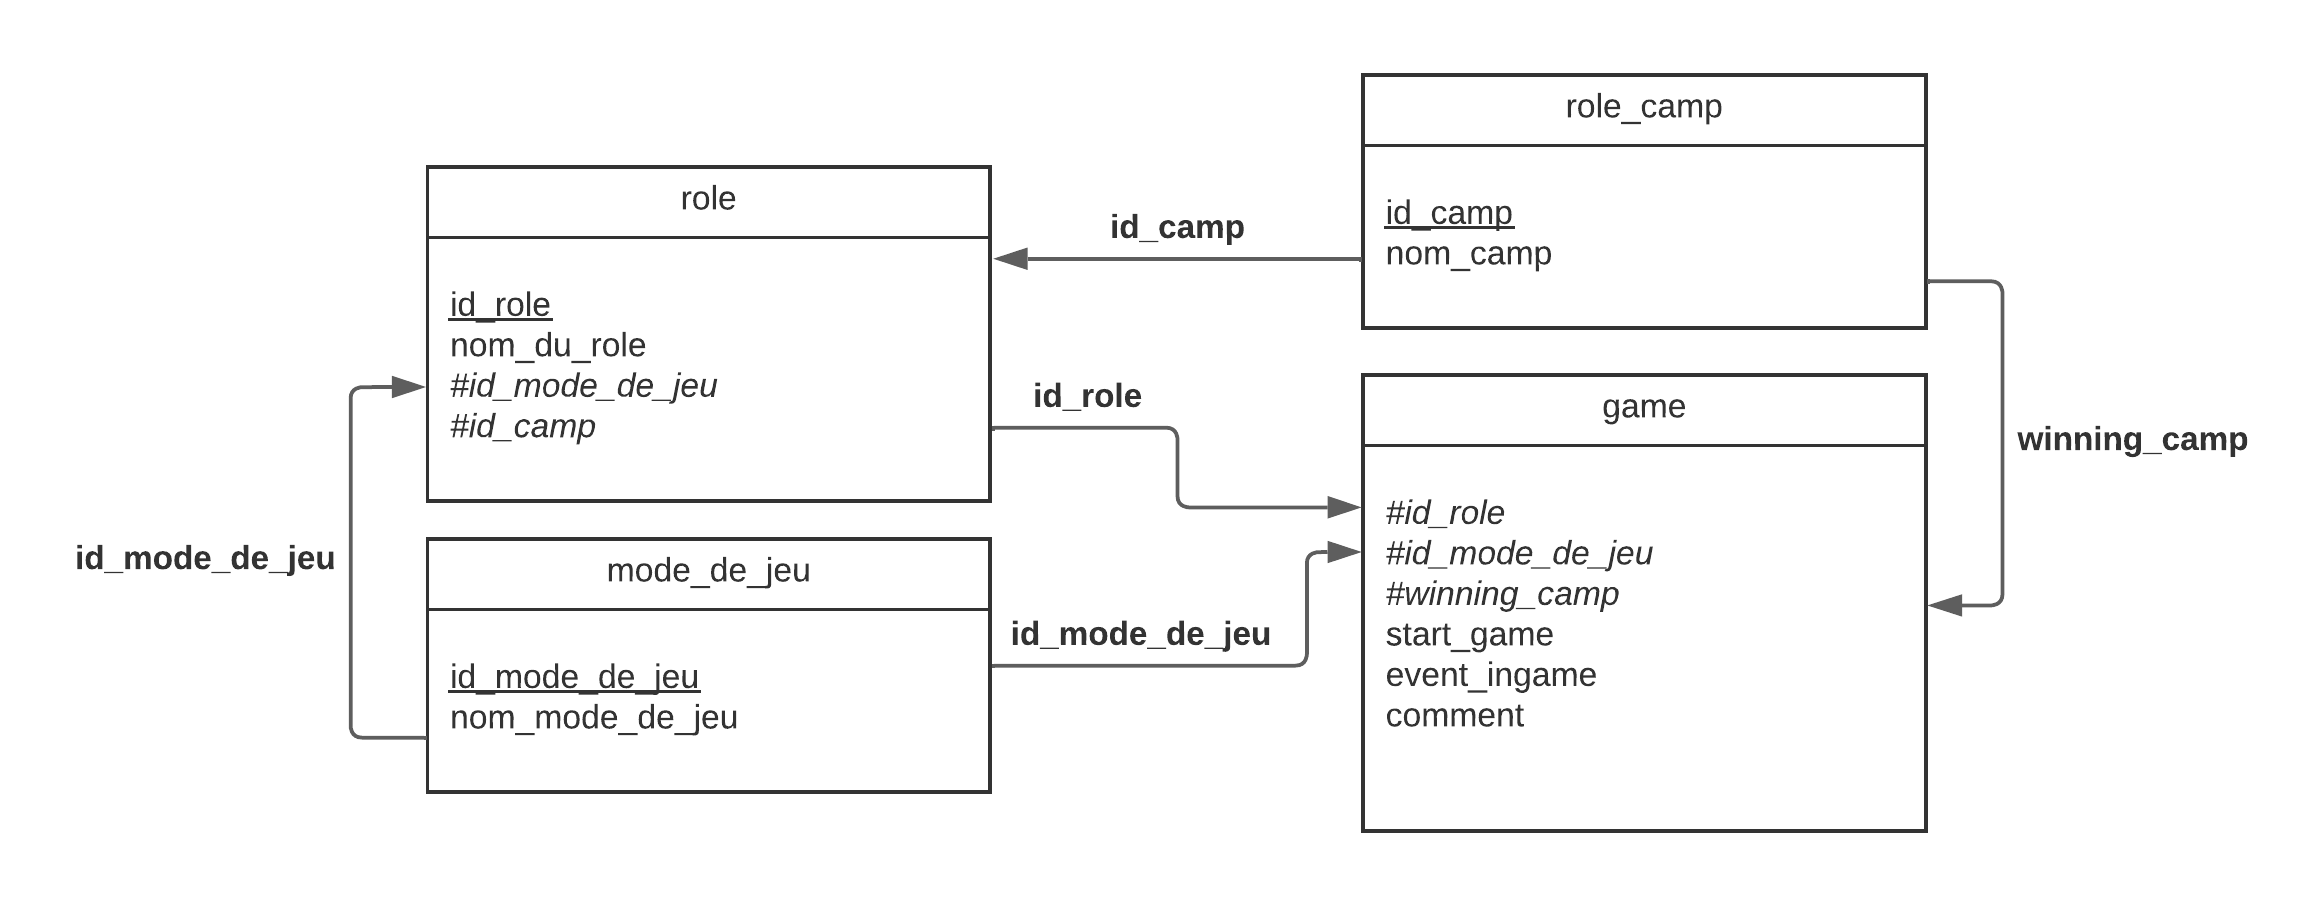 role_camp
id_camp
nom_camp
role
id_role
nom_du_role
#id_mode_de_jeu
#id_camp
id_camp
id_role
game
#id_role
#id_mode_de_jeu
#winning_camp
start_game
event_ingame
comment
winning_camp
id_mode_de_jeu
mode_de_jeu
id_mode_de_jeu
nom_mode_de_jeu
id_mode_de_jeu